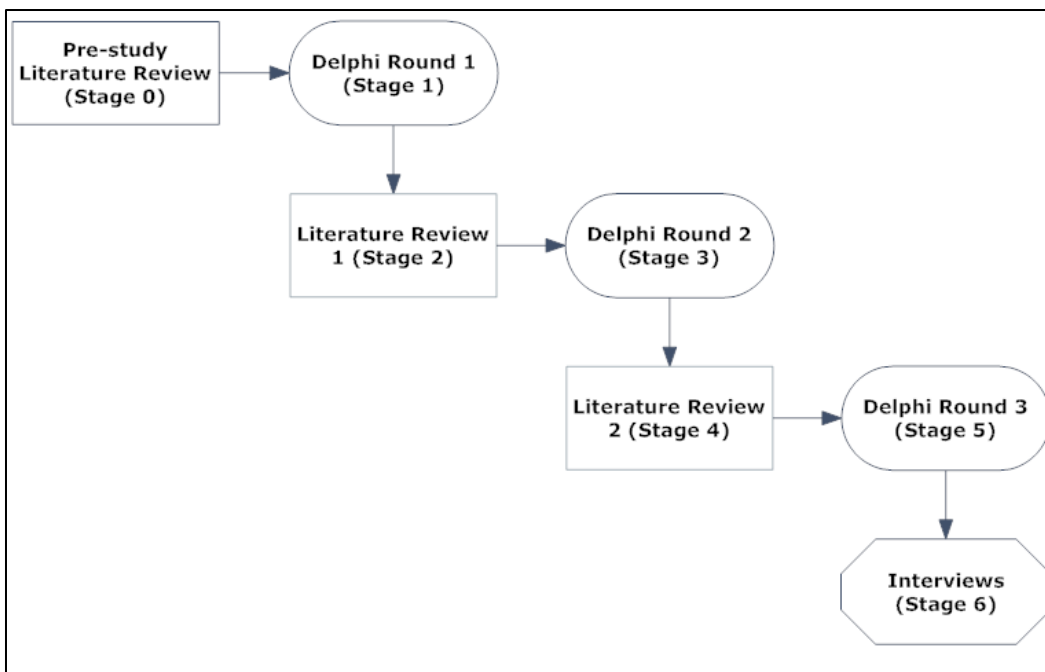 Pre-study
Literature Review
(Stage 0)
Delphi Round 1
(Stage 1)
Literature Review
1 (Stage 2)
Delphi Round 2
(Stage 3)
Literature Review
2 (Stage 4)
Delphi Round 3
(Stage 5)
Interviews
(Stage 6)